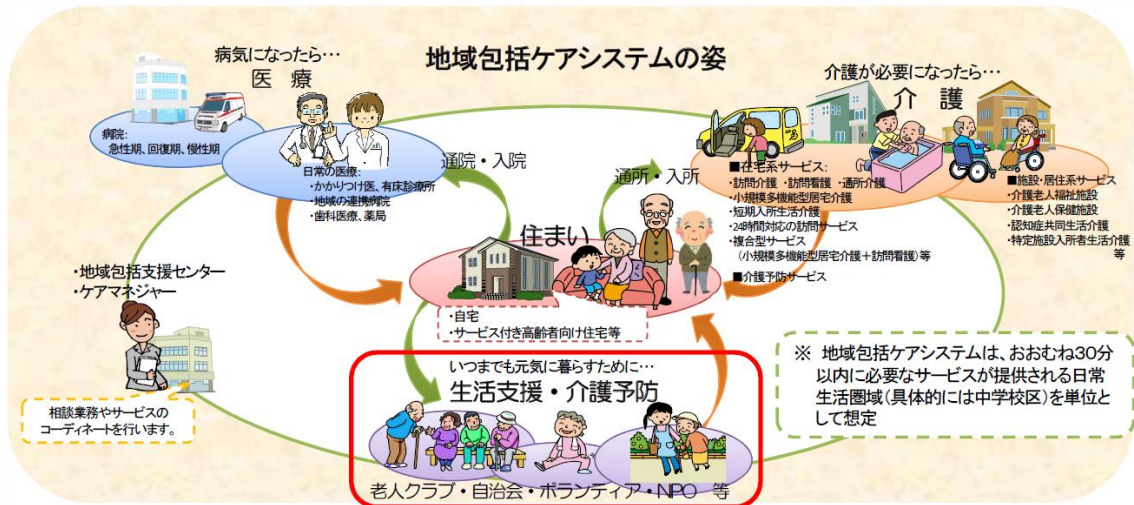 地域包括ケアシステムの姿
病気になったら…
医 療
病院:
急性期、回復期、慢性期
日常の医療:
・かかりつけ医、有床診療所
・地域の連携病院
・歯科医療、薬局
通院・入院
通所・入所
介護が必要になったら…
介 護
■在宅系サービス:
・訪問介護 ・訪問看護 ・通所介護
・小規模多機能型居宅介護
・短期入所生活介護
・24時間対応の訪問サービス
・複合型サービス
（小規模多機能型居宅介護＋訪問看護）等
■介護予防サービス
■施設・居住系サービス
・介護老人福祉施設
・介護老人保健施設
・認知症共同生活介護
・特定施設入所者生活介護
等
住まい
・自宅
・サービス付き高齢者向け住宅等
・地域包括支援センター
・ケアマネジャー
相談業務やサービスの
コーディネートを行います。
いつまでも元気に暮らすために…
生活支援・介護予防
老人クラブ・自治会・ボランティア・NPO 等
※ 地域包括ケアシステムは、おおむね30分
以内に必要なサービスが提供される日常
生活圏域（具体的には中学校区）を単位と
して想定